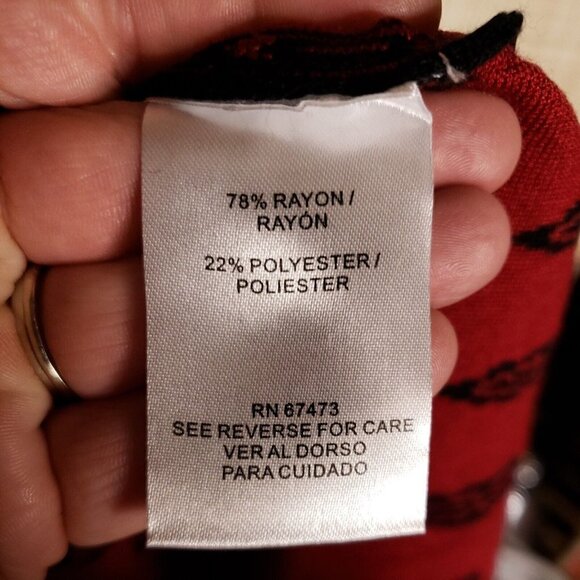 78% RAYON /
RAYÓN
22% POLYESTER /
POLIESTER
RN 67473
SEE REVERSE FOR CARE
VER AL DORSO
PARA CUIDADO